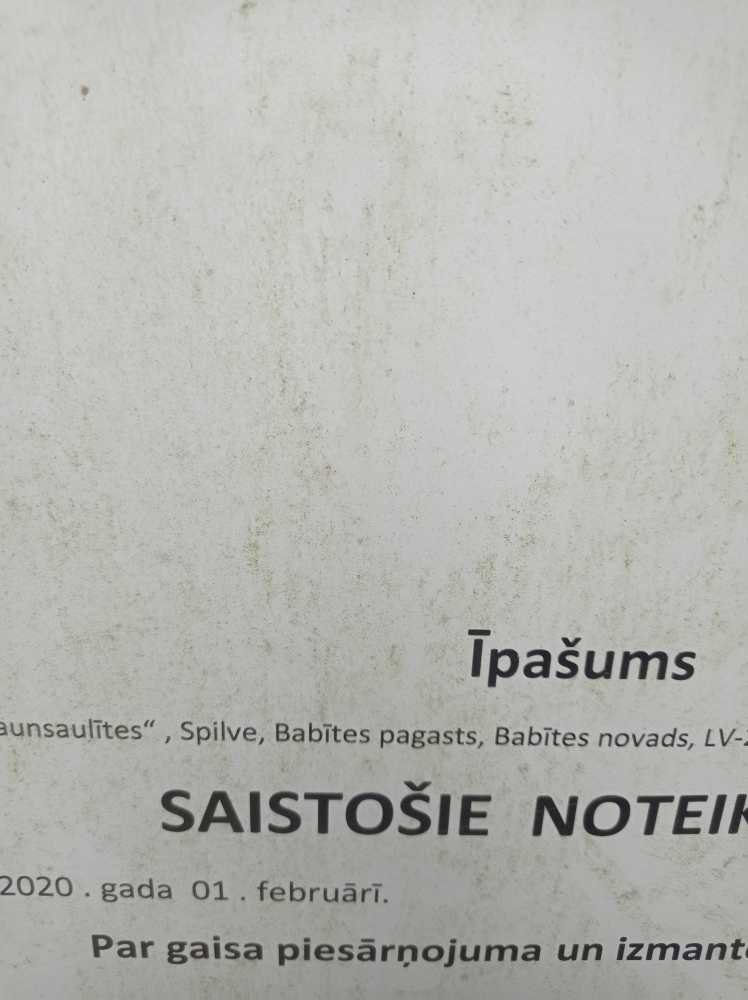 Īpašums
aunsaulītes“ , Spilve, Babītes pagasts, Babītes novads, LV-2
SAISTOŠIE NOTEIK
2020 . gada 01 . februārī.
Par gaisa piesārņojuma un izmant